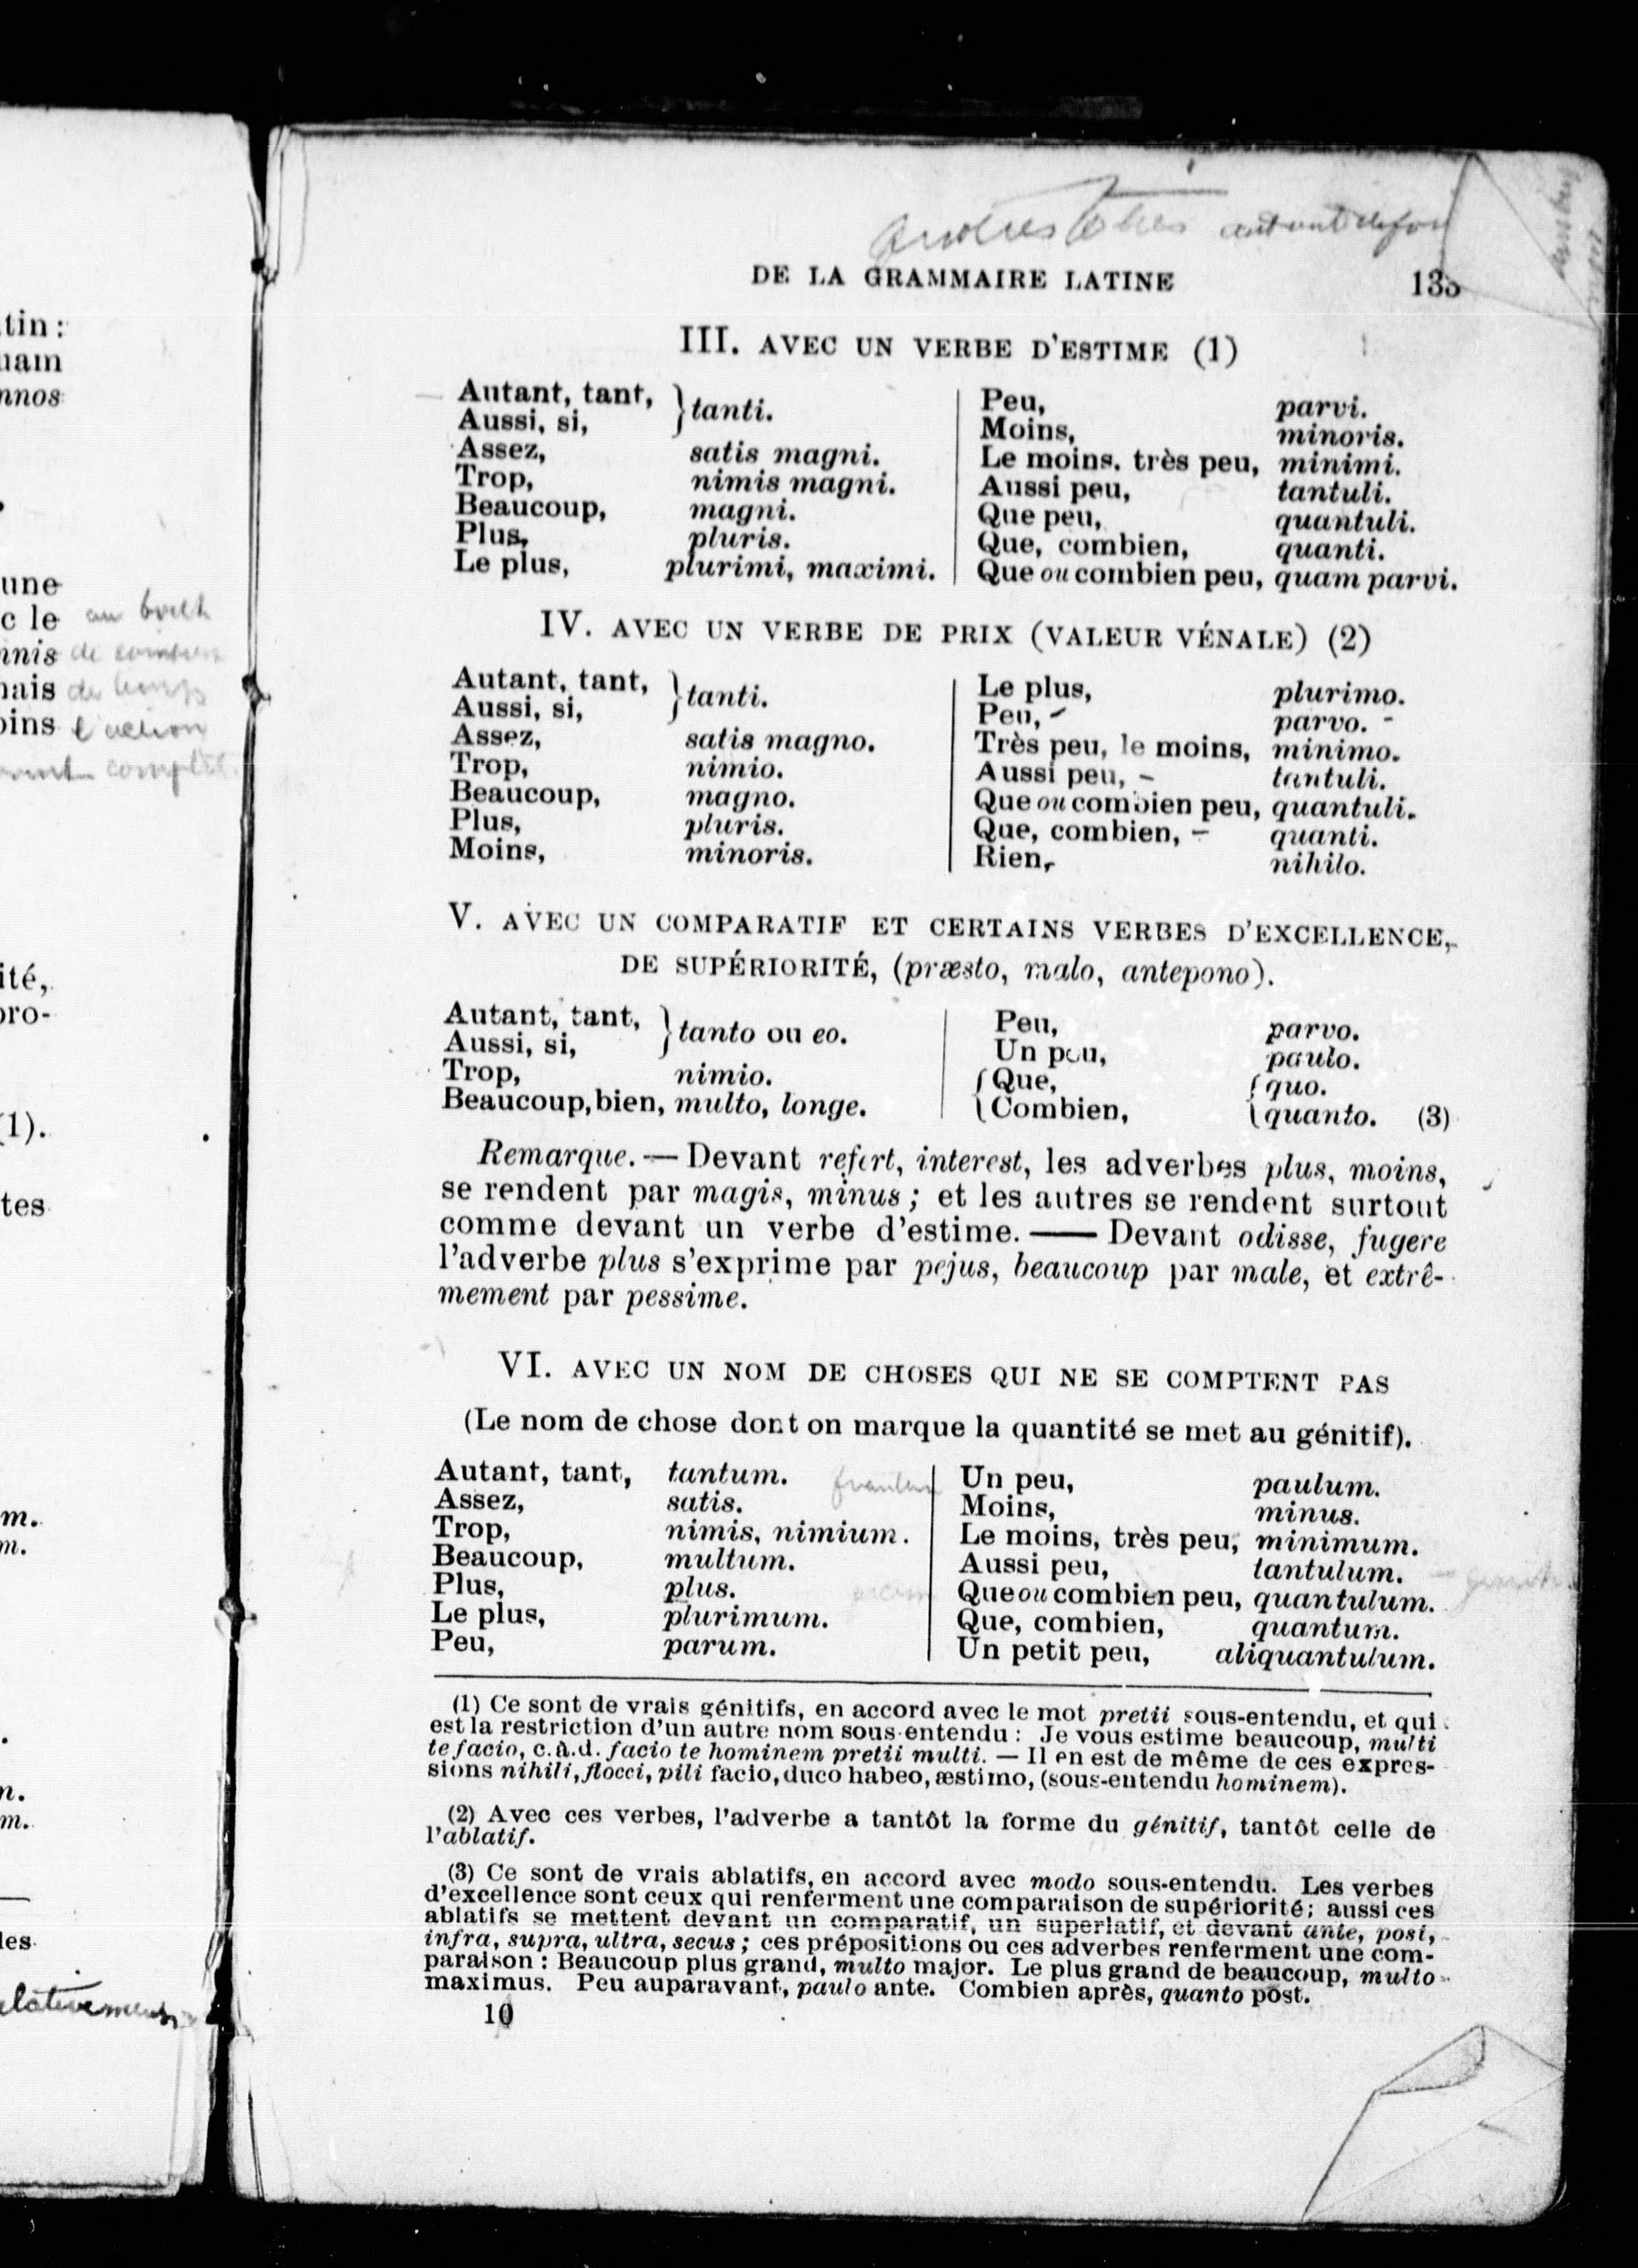 DE LA GRAMMAIRE LATINE 135
III. AVEC UN VERBE D'ESTIME (1)
Autant, tant,
Aussi, si, } tanti.
Assez, satis magni.
Trop, nimis magni.
Beaucoup, magni.
Plus, pluris.
Le plus, plurimi, maximi.
Peu, parvi.
Moins, minoris.
Le moins. très peu, minimi.
Aussi peu, tantuli.
Que peu, quantuli.
Que, combien, quanti.
Que ou combien peu, quam parvi.
IV. AVEC UN VERBE DE PRIX (VALEUR VÉNALE) (2)
Autant, tant,
Aussi, si, } tanti.
Assez, satis magno.
Trop, nimio.
Beaucoup, magno.
Plus, pluris.
Moins, minoris.
Le plus, plurimo.
Peu, parvo.
Très peu, le moins, minimo.
Aussi peu, tantuli.
Que ou combien peu, quantuli.
Que, combien, quanti.
Rien, nihilo.
V. AVEC UN COMPARATIF ET CERTAINS VERBES D'EXCELLENCE,
DE SUPÉRIORITÉ, (præsto, malo, antepono).
Autant, tant,
Aussi, si, } tanto ou eo.
Trop, nimio.
Beaucoup, bien, multo, longe.
Peu, parvo.
Un peu, paulo.
{ Que, { quo.
{ Combien, { quanto. (3)
Remarque. — Devant refert, interest, les adverbes plus, moins,
se rendent par magis, minus ; et les autres se rendent surtout
comme devant un verbe d'estime. — Devant odisse, fugere
l'adverbe plus s'exprime par pejus, beaucoup par male, et extrê-
mement par pessime.
VI. AVEC UN NOM DE CHOSES QUI NE SE COMPTENT PAS
(Le nom de chose dont on marque la quantité se met au génitif).
Autant, tant, tantum.
Assez, satis.
Trop, nimis, nimium.
Beaucoup, multum.
Plus, plus.
Le plus, plurimum.
Peu, parum.
Un peu, paulum.
Moins, minus.
Le moins, très peu, minimum.
Aussi peu, tantulum.
Que ou combien peu, quantulum.
Que, combien, quantum.
Un petit peu, aliquantulum.
(1) Ce sont de vrais génitifs, en accord avec le mot pretii sous-entendu, et qui
est la restriction d'un autre nom sous-entendu : Je vous estime beaucoup, multi
te facio, c.à.d. facio te hominem pretii multi. — Il en est de même de ces expres-
sions nihili, flocci, pili facio, duco habeo, æstimo, (sous-entendu hominem).
(2) Avec ces verbes, l'adverbe a tantôt la forme du génitif, tantôt celle de
l'ablatif.
(3) Ce sont de vrais ablatifs, en accord avec modo sous-entendu. Les verbes
d'excellence sont ceux qui renferment une comparaison de supériorité; aussi ces
ablatifs se mettent devant un comparatif, un superlatif, et devant ante, post,
infra, supra, ultra, secus ; ces prépositions ou ces adverbes renferment une com-
paraison : Beaucoup plus grand, multo major. Le plus grand de beaucoup, multo
maximus. Peu auparavant, paulo ante. Combien après, quanto post.
10